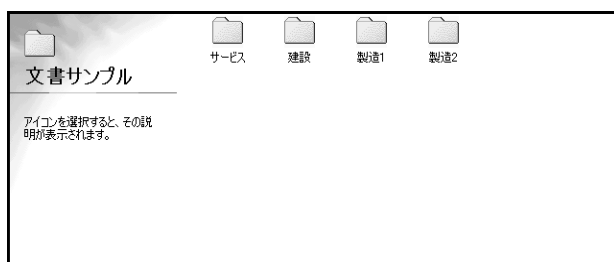 文書サンプル
アイコンを選択すると、その説
明が表示されます。
サービス
建設
製造1
製造2